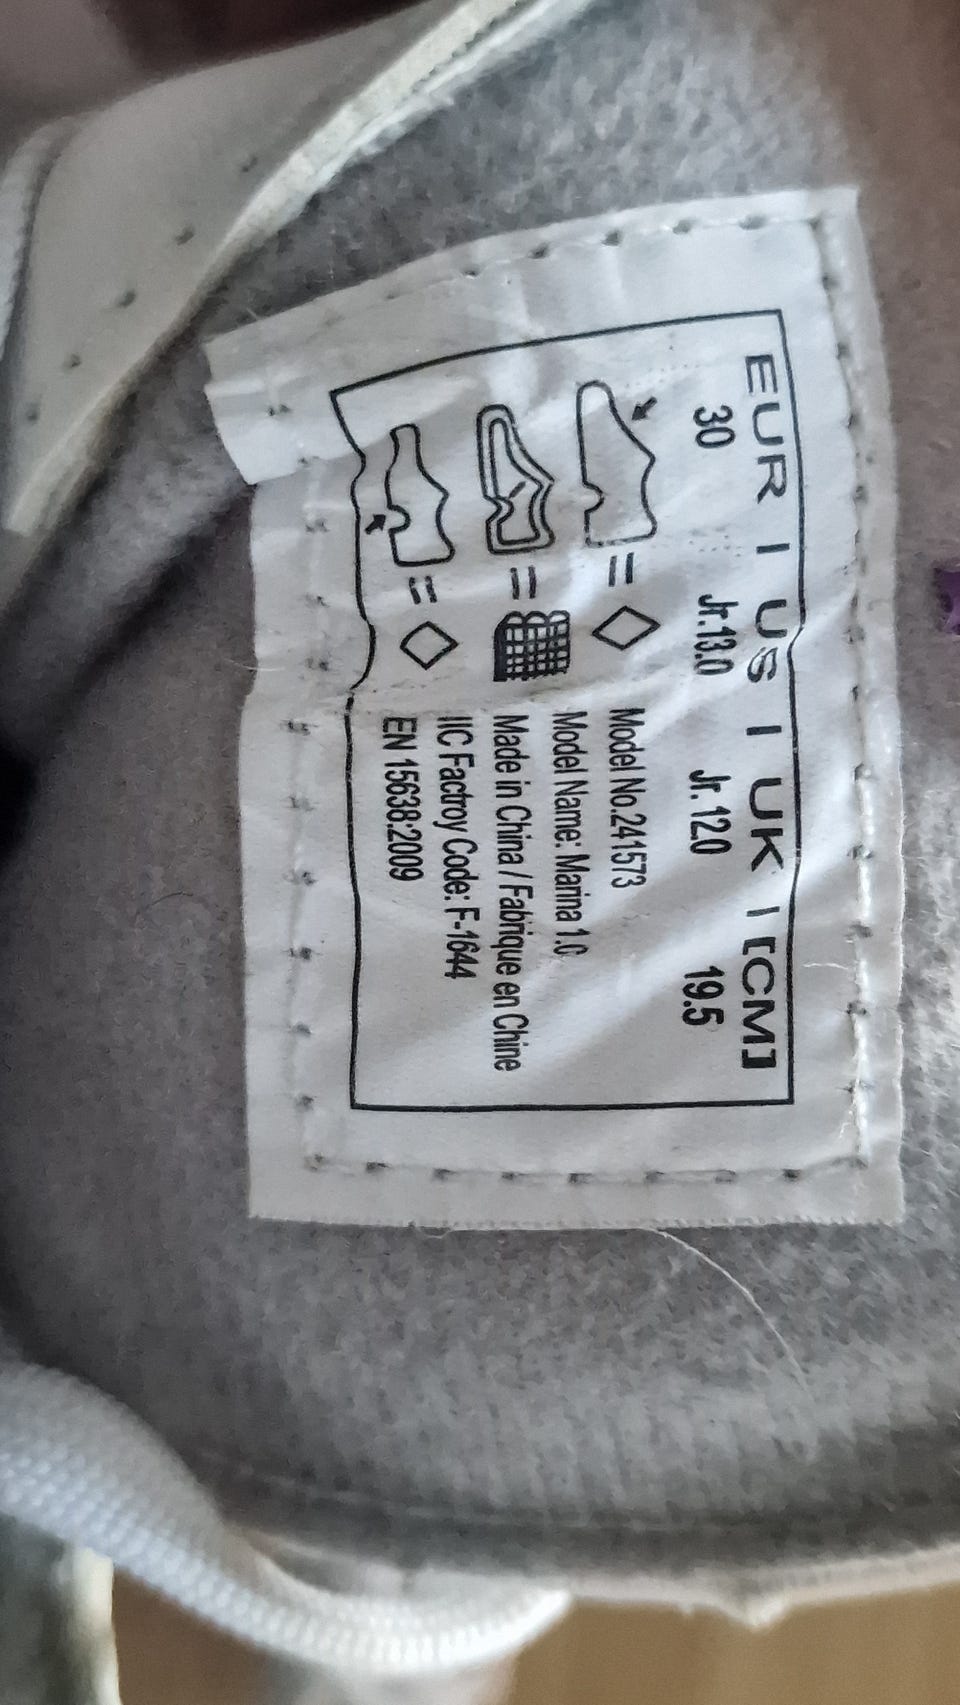 EUR | US | UK | [CM]
30 Jr.13.0 Jr.12.0 19.5
Model No.241573
Model Name: Marina 1.0
Made in China / Fabrique en Chine
IIC Factroy Code: F-1644
EN 15638:2009